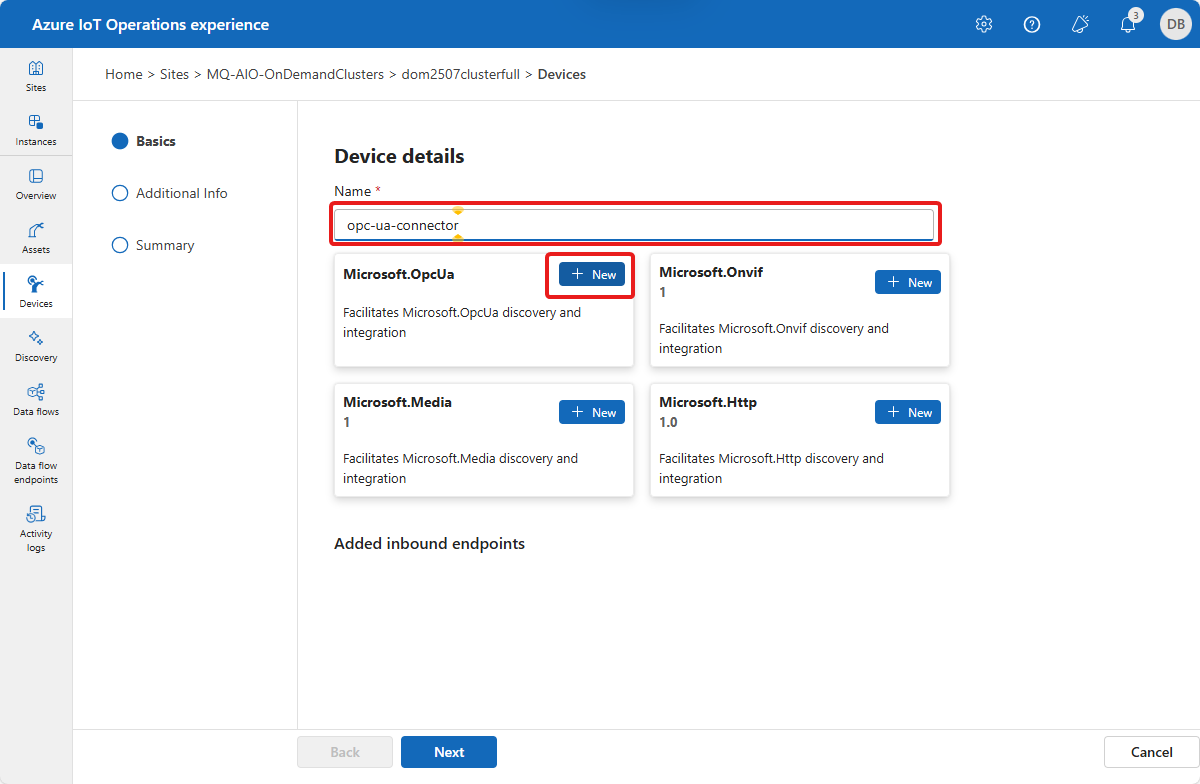 Azure IoT Operations experience
3
DB
Home > Sites > MQ-AIO-OnDemandClusters > dom2507clusterfull > Devices
Sites
Instances
Overview
Assets
Devices
Discovery
Data flows
Data flow
endpoints
Activity
logs
Basics
Additional Info
Summary
Device details
Name *
opc-ua-connector
Microsoft.OpcUa
+ New
Facilitates Microsoft.OpcUa discovery and
integration
Microsoft.Onvif
1
+ New
Facilitates Microsoft.Onvif discovery and
integration
Microsoft.Media
1
+ New
Facilitates Microsoft.Media discovery and
integration
Microsoft.Http
1.0
+ New
Facilitates Microsoft.Http discovery and
integration
Added inbound endpoints
Back
Next
Cancel